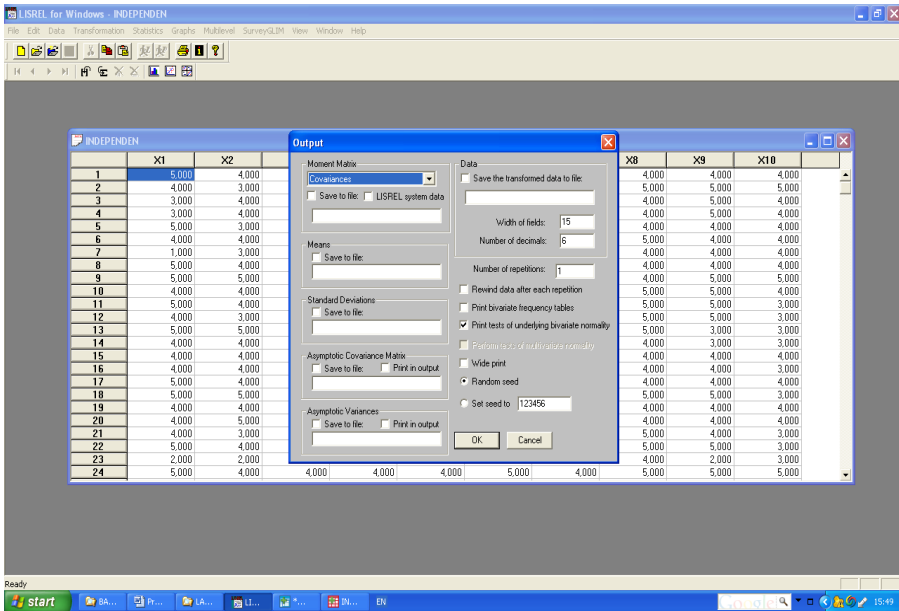 LISREL for Windows - INDEPENDEN
File Edit Data Transformation Statistics Graphs Multilevel SurveyGLIM View Window Help
INDEPENDEN
X1 X2 X8 X9 X10
1 5,000 4,000 4,000 4,000 4,000
2 4,000 3,000 5,000 5,000 5,000
3 3,000 4,000 4,000 5,000 4,000
4 3,000 4,000 4,000 5,000 4,000
5 5,000 3,000 4,000 4,000 4,000
6 4,000 4,000 5,000 4,000 4,000
7 1,000 3,000 4,000 4,000 4,000
8 5,000 4,000 4,000 4,000 4,000
9 5,000 5,000 4,000 5,000 5,000
10 4,000 4,000 4,000 4,000 4,000
11 5,000 4,000 5,000 5,000 3,000
12 4,000 3,000 4,000 3,000 3,000
13 5,000 5,000 5,000 3,000 3,000
14 4,000 4,000 4,000 3,000 3,000
15 4,000 4,000 4,000 4,000 4,000
16 4,000 4,000 4,000 4,000 3,000
17 5,000 4,000 4,000 4,000 4,000
18 5,000 5,000 5,000 5,000 3,000
19 4,000 4,000 4,000 4,000 4,000
20 4,000 5,000 4,000 4,000 4,000
21 4,000 3,000 5,000 4,000 3,000
22 5,000 4,000 5,000 4,000 3,000
23 2,000 2,000 4,000 2,000 3,000
24 5,000 4,000 4,000 4,000 4,000 5,000 4,000 5,000 5,000 5,000
Output
Moment Matrix
Covariances
Save to file: LISREL system data
Means
Save to file:
Standard Deviations
Save to file:
Asymptotic Covariance Matrix
Save to file: Print in output
Asymptotic Variances
Save to file: Print in output
Data
Save the transformed data to file:
Width of fields: 15
Number of decimals: 6
Number of repetitions: 1
Rewind data after each repetition
Print bivariate frequency tables
Print tests of underlying bivariate normality
Perform tests of multivariate normality
Wide print
Random seed
Set seed to 123456
OK Cancel
Ready
start BA... Pr... LA... LI... *... IN... EN Google 15:49